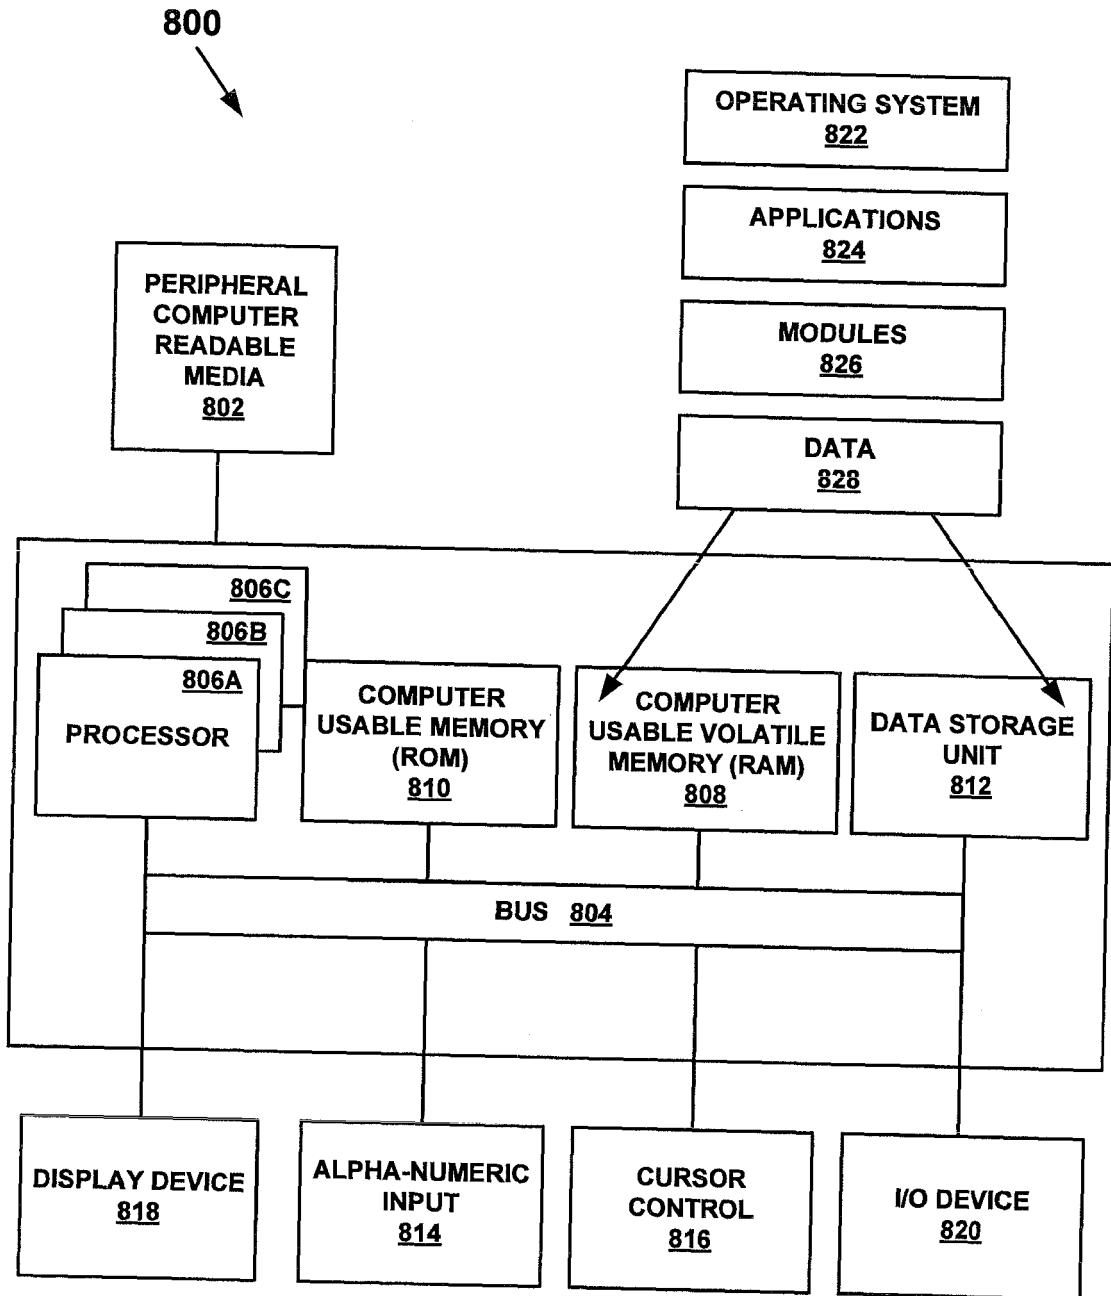 800
OPERATING SYSTEM
822
APPLICATIONS
824
MODULES
826
DATA
828
PERIPHERAL
COMPUTER
READABLE
MEDIA
802
806C
806B
806A
PROCESSOR
COMPUTER
USABLE MEMORY
(ROM)
810
COMPUTER
USABLE VOLATILE
MEMORY (RAM)
808
DATA STORAGE
UNIT
812
BUS 804
DISPLAY DEVICE
818
ALPHA-NUMERIC
INPUT
814
CURSOR
CONTROL
816
I/O DEVICE
820